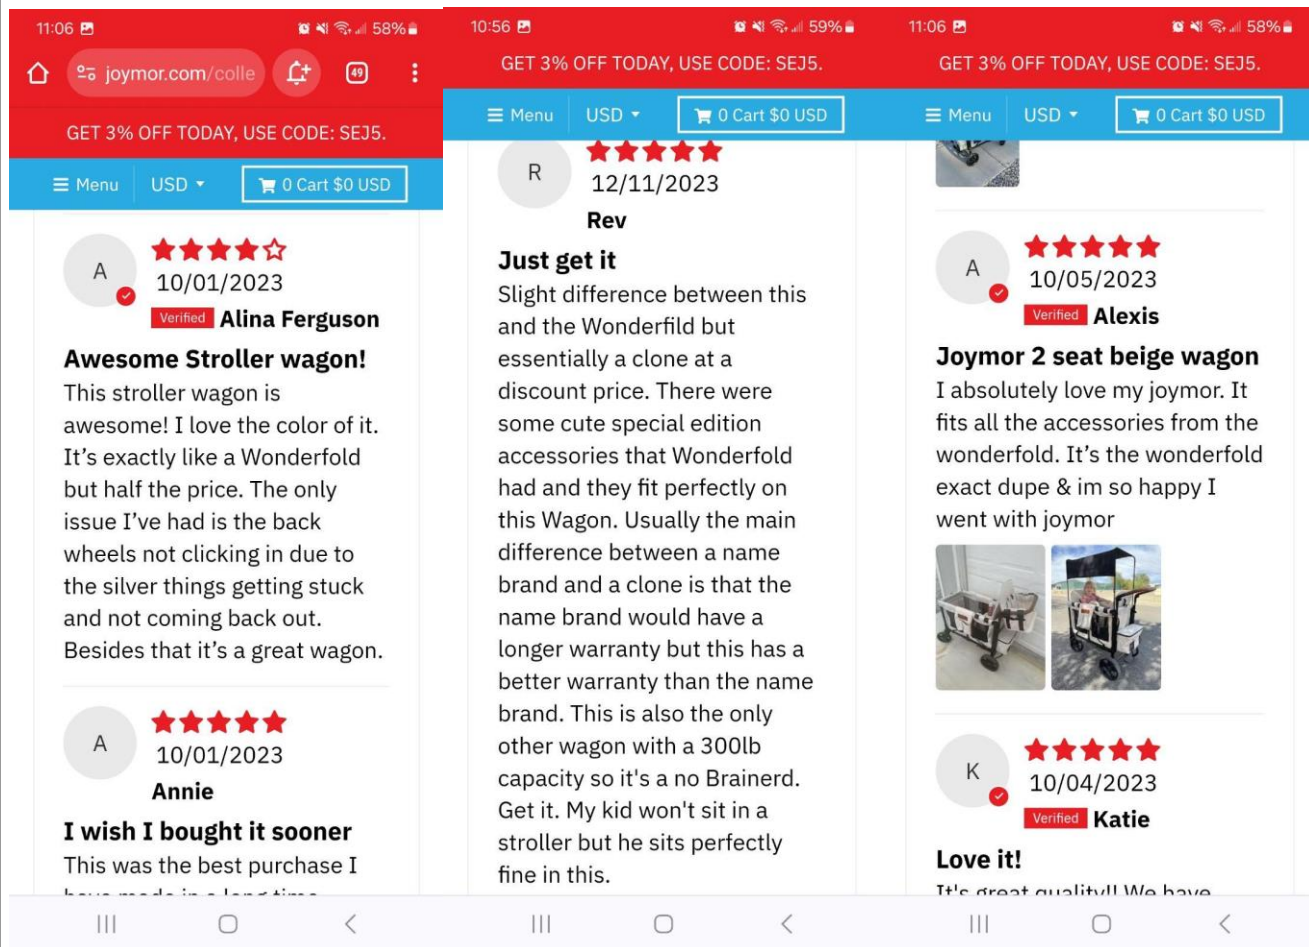 11:06
58%
joymor.com/colle
49
GET 3% OFF TODAY, USE CODE: SEJ5.
Menu
USD
0 Cart $0 USD
A
10/01/2023
Verified Alina Ferguson
Awesome Stroller wagon!
This stroller wagon is
awesome! I love the color of it.
It's exactly like a Wonderfold
but half the price. The only
issue I've had is the back
wheels not clicking in due to
the silver things getting stuck
and not coming back out.
Besides that it's a great wagon.
A
10/01/2023
Annie
I wish I bought it sooner
This was the best purchase I
have made in a long time
10:56
59%
GET 3% OFF TODAY, USE CODE: SEJ5.
Menu
USD
0 Cart $0 USD
R
12/11/2023
Rev
Just get it
Slight difference between this
and the Wonderfild but
essentially a clone at a
discount price. There were
some cute special edition
accessories that Wonderfold
had and they fit perfectly on
this Wagon. Usually the main
difference between a name
brand and a clone is that the
name brand would have a
longer warranty but this has a
better warranty than the name
brand. This is also the only
other wagon with a 300lb
capacity so it's a no Brainerd.
Get it. My kid won't sit in a
stroller but he sits perfectly
fine in this.
11:06
58%
GET 3% OFF TODAY, USE CODE: SEJ5.
Menu
USD
0 Cart $0 USD
A
10/05/2023
Verified Alexis
Joymor 2 seat beige wagon
I absolutely love my joymor. It
fits all the accessories from the
wonderfold. It's the wonderfold
exact dupe & im so happy I
went with joymor
K
10/04/2023
Verified Katie
Love it!
It's great quality!! We have